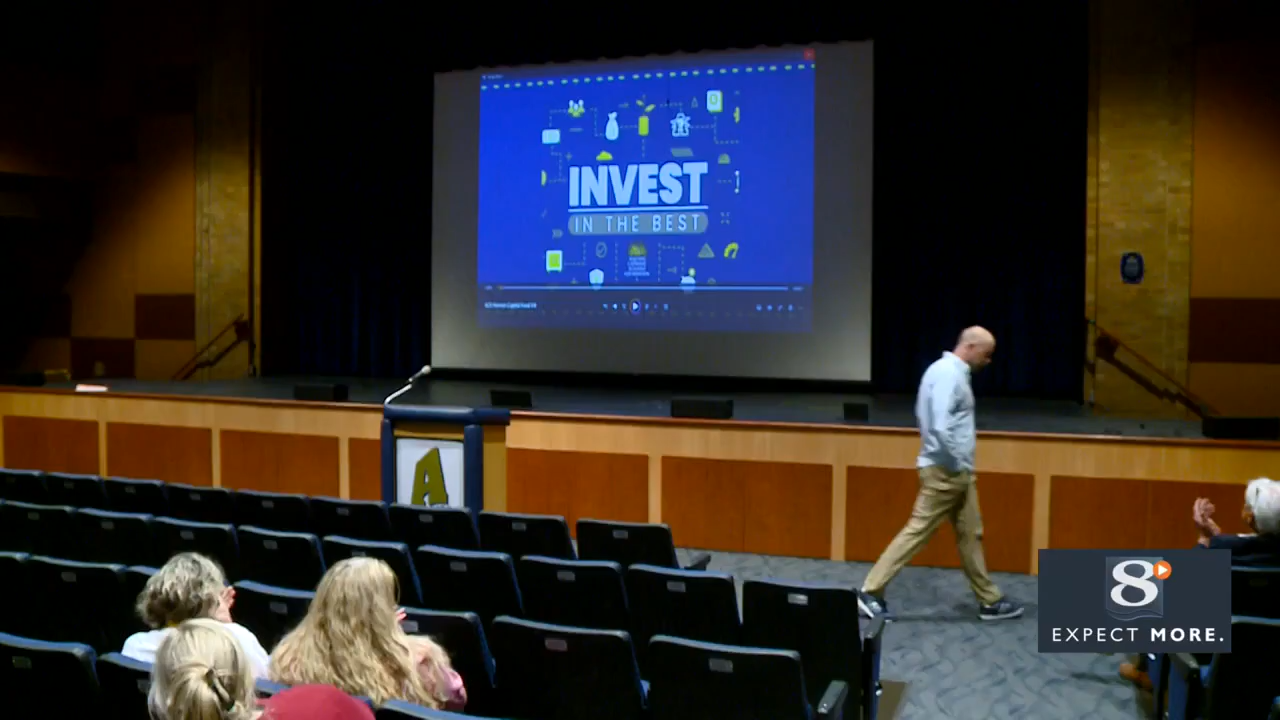 INVEST
IN THE BEST
A
8
EXPECT MORE.